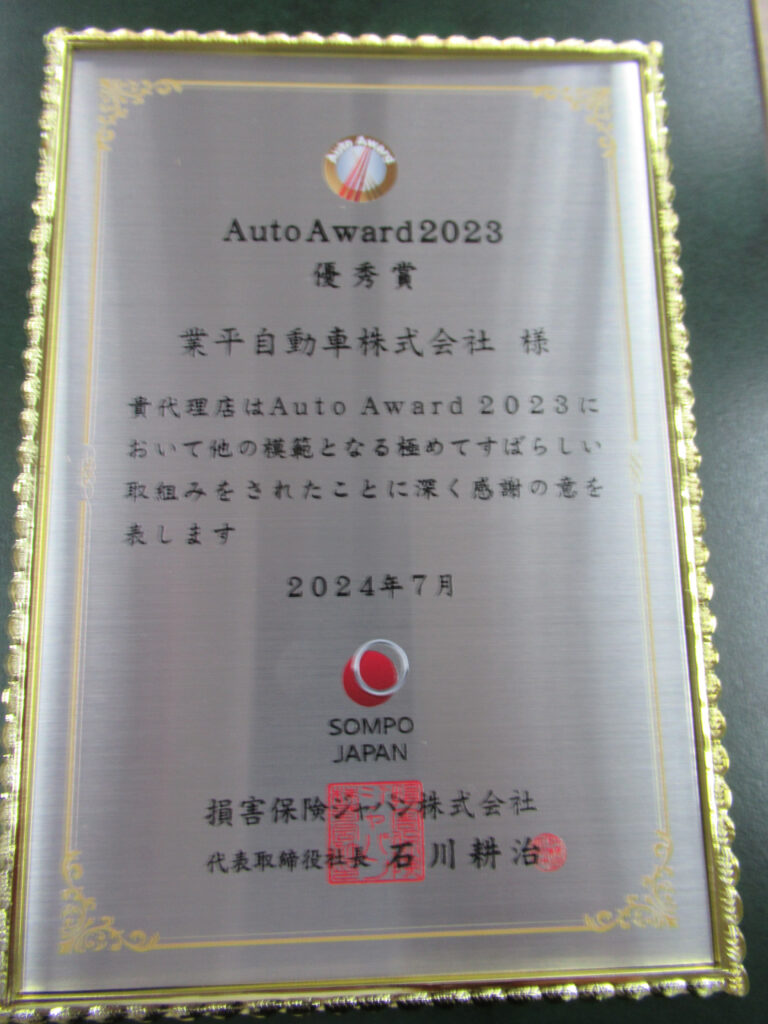 Auto Award
Auto Award 2023
優秀賞
業平自動車株式会社 様
貴代理店はAuto Award 2023に
おいて他の模範となる極めてすばらしい
取組みをされたことに深く感謝の意を
表します
2024年7月
SOMPO
JAPAN
損害保険ジャパン株式会社
代表取締役社長 石川耕治